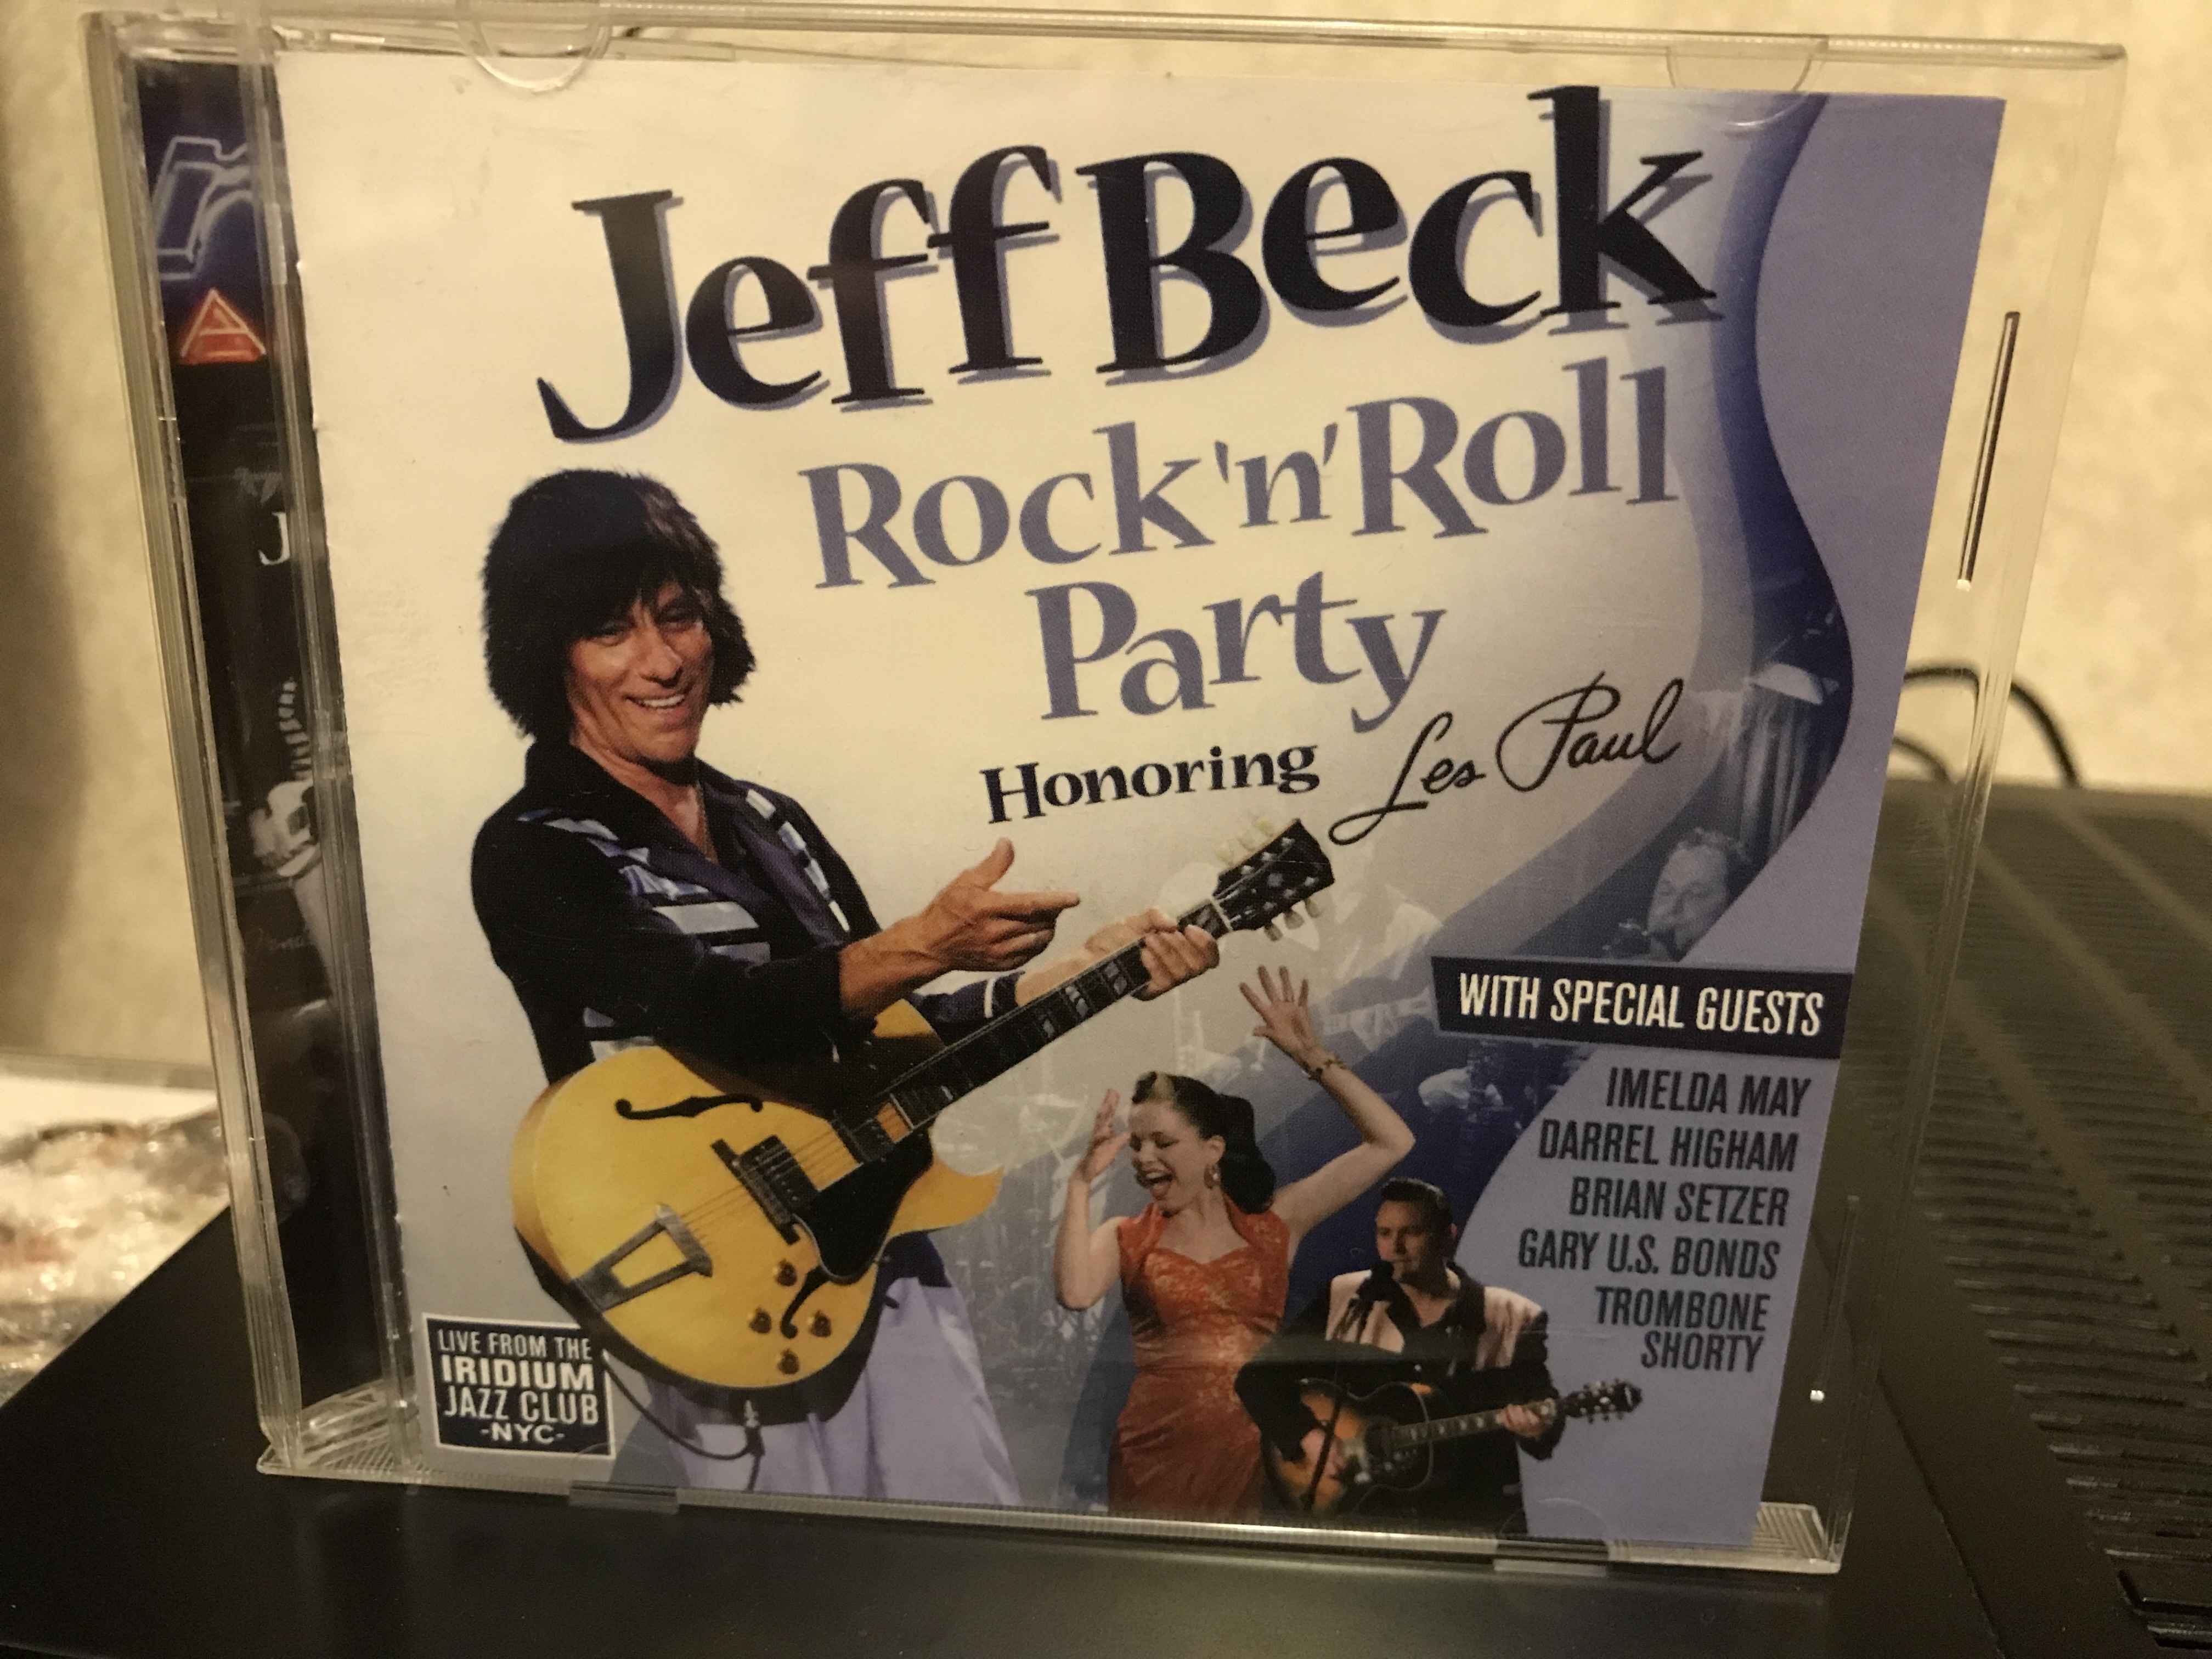 Jeff Beck
Rock 'n' Roll
Party
Honoring Les Paul
WITH SPECIAL GUESTS
IMELDA MAY
DARREL HIGHAM
BRIAN SETZER
GARY U.S. BONDS
TROMBONE
SHORTY
LIVE FROM THE
IRIDIUM
JAZZ CLUB
-NYC-